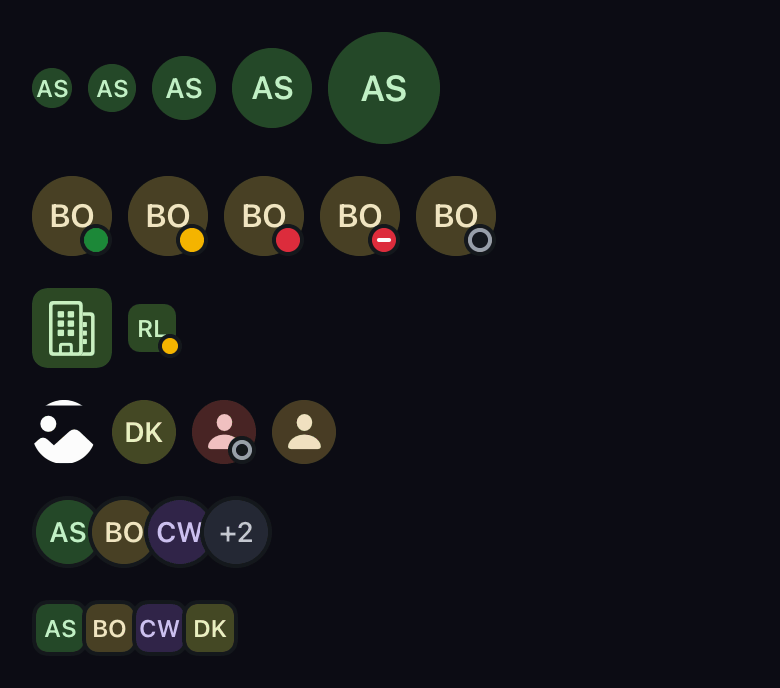 AS AS AS AS AS
BO BO BO BO BO
RL
DK
AS BO CW +2
AS BO CW DK